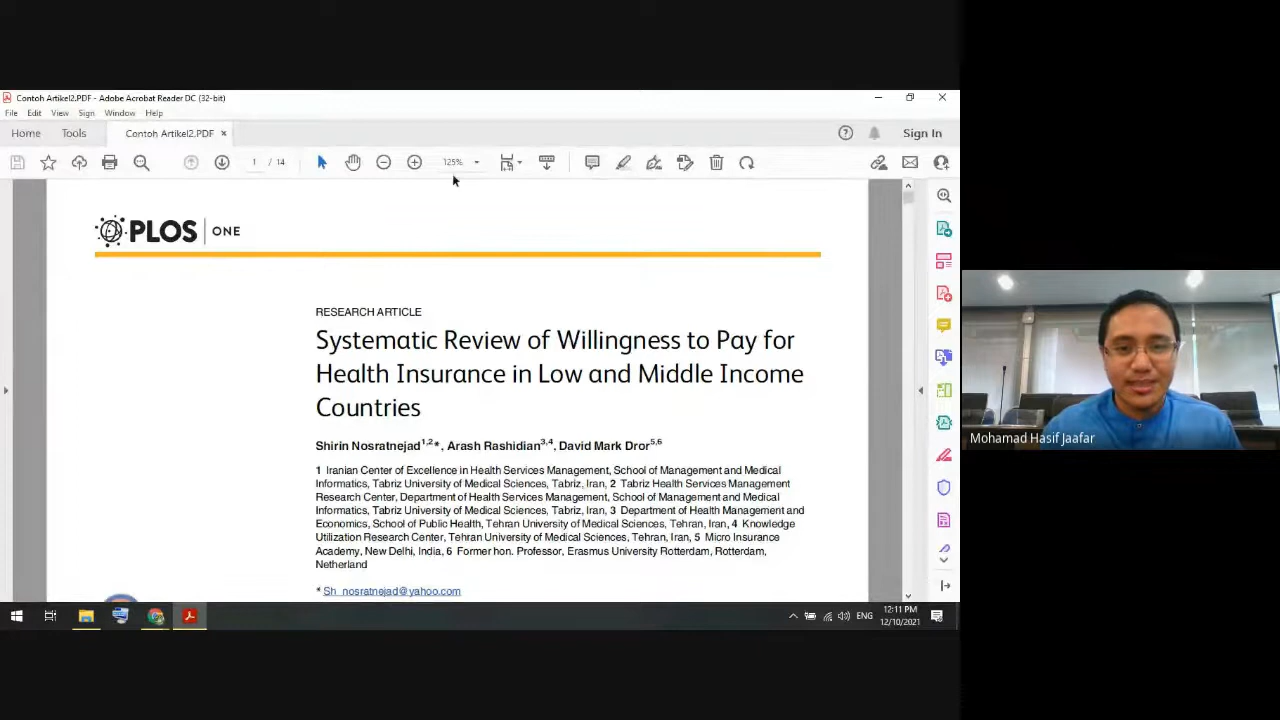 Contoh Artikel2.PDF - Adobe Acrobat Reader DC (32-bit)
File Edit View Sign Window Help
Home Tools Contoh Artikel2.PDF × Sign In
1 / 14 125%
PLOS ONE
RESEARCH ARTICLE
Systematic Review of Willingness to Pay for
Health Insurance in Low and Middle Income
Countries
Shirin Nosratnejad1,2*, Arash Rashidian3,4, David Mark Dror5,6
1 Iranian Center of Excellence in Health Services Management, School of Management and Medical
Informatics, Tabriz University of Medical Sciences, Tabriz, Iran, 2 Tabriz Health Services Management
Research Center, Department of Health Services Management, School of Management and Medical
Informatics, Tabriz University of Medical Sciences, Tabriz, Iran, 3 Department of Health Management and
Economics, School of Public Health, Tehran University of Medical Sciences, Tehran, Iran, 4 Knowledge
Utilization Research Center, Tehran University of Medical Sciences, Tehran, Iran, 5 Micro Insurance
Academy, New Delhi, India, 6 Former hon. Professor, Erasmus University Rotterdam, Rotterdam,
Netherland
* Sh_nosratnejad@yahoo.com
ENG
12:11 PM
12/10/2021
Mohamad Hasif Jaafar